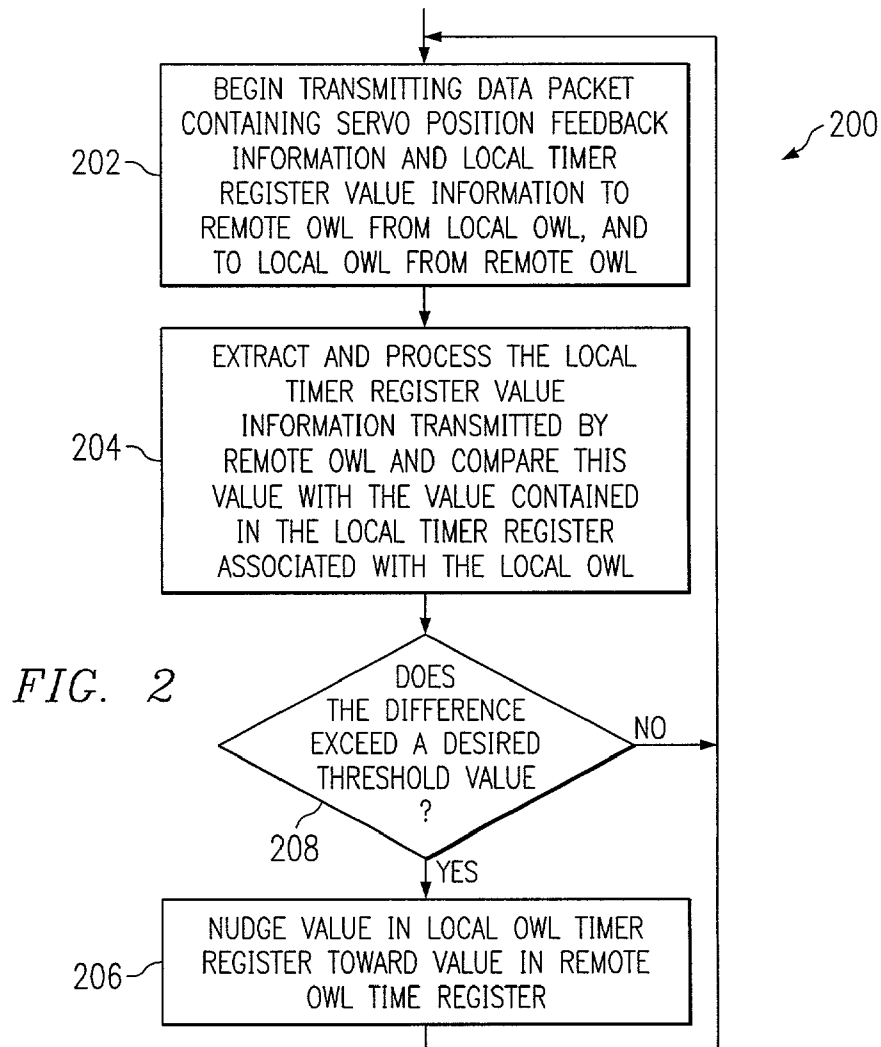 BEGIN TRANSMITTING DATA PACKET
CONTAINING SERVO POSITION FEEDBACK
INFORMATION AND LOCAL TIMER
REGISTER VALUE INFORMATION TO
REMOTE OWL FROM LOCAL OWL, AND
TO LOCAL OWL FROM REMOTE OWL
202
200
EXTRACT AND PROCESS THE LOCAL
TIMER REGISTER VALUE
INFORMATION TRANSMITTED BY
REMOTE OWL AND COMPARE THIS
VALUE WITH THE VALUE CONTAINED
IN THE LOCAL TIMER REGISTER
ASSOCIATED WITH THE LOCAL OWL
204
FIG. 2
DOES
THE DIFFERENCE
EXCEED A DESIRED
THRESHOLD VALUE
?
NO
208
YES
NUDGE VALUE IN LOCAL OWL TIMER
REGISTER TOWARD VALUE IN REMOTE
OWL TIME REGISTER
206